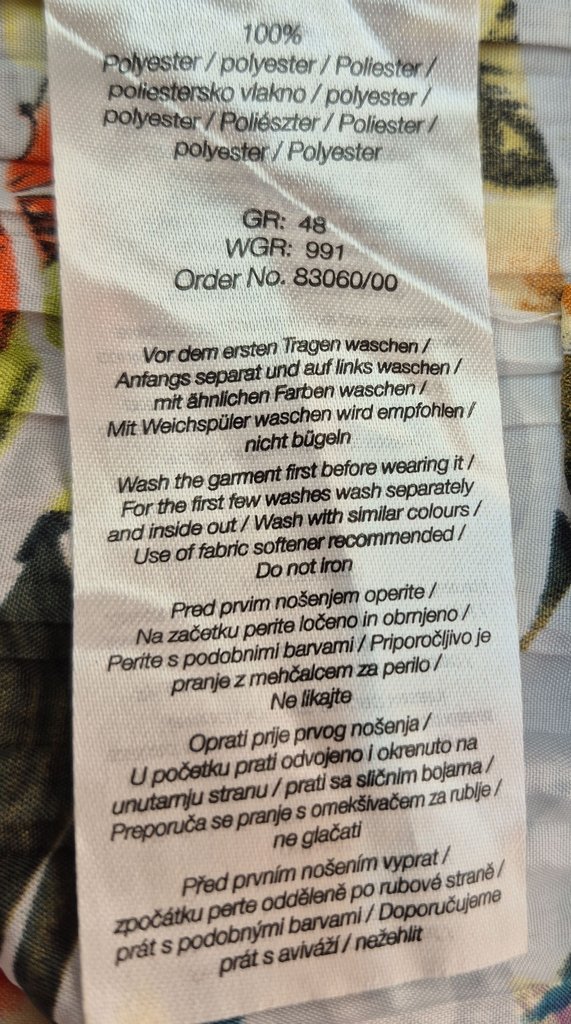 100%
Polyester / polyester / Poliester /
poliestersko vlakno / polyester /
polyester / Poliészter / Poliester /
polyester / Polyester
GR: 48
WGR: 991
Order No. 83060/00
Vor dem ersten Tragen waschen /
Anfangs separat und auf links waschen /
mit ähnlichen Farben waschen /
Mit Weichspüler waschen wird empfohlen /
nicht bügeln
Wash the garment first before wearing it /
For the first few washes wash separately
and inside out / Wash with similar colours /
Use of fabric softener recommended /
Do not iron
Pred prvim nošenjem operite /
Na začetku perite ločeno in obrnjeno /
Perite s podobnimi barvami / Priporočljivo je
pranje z mehčalcem za perilo /
Ne likajte
Oprati prije prvog nošenja /
U početku prati odvojeno i okrenuto na
unutarnju stranu / prati sa sličnim bojama /
Preporuča se pranje s omekšivačem za rublje /
ne glačati
Před prvním nošením vyprat /
zpočátku perte odděleně po rubové straně /
prát s podobnými barvami / Doporučujeme
prát s aviváží / nežehlit